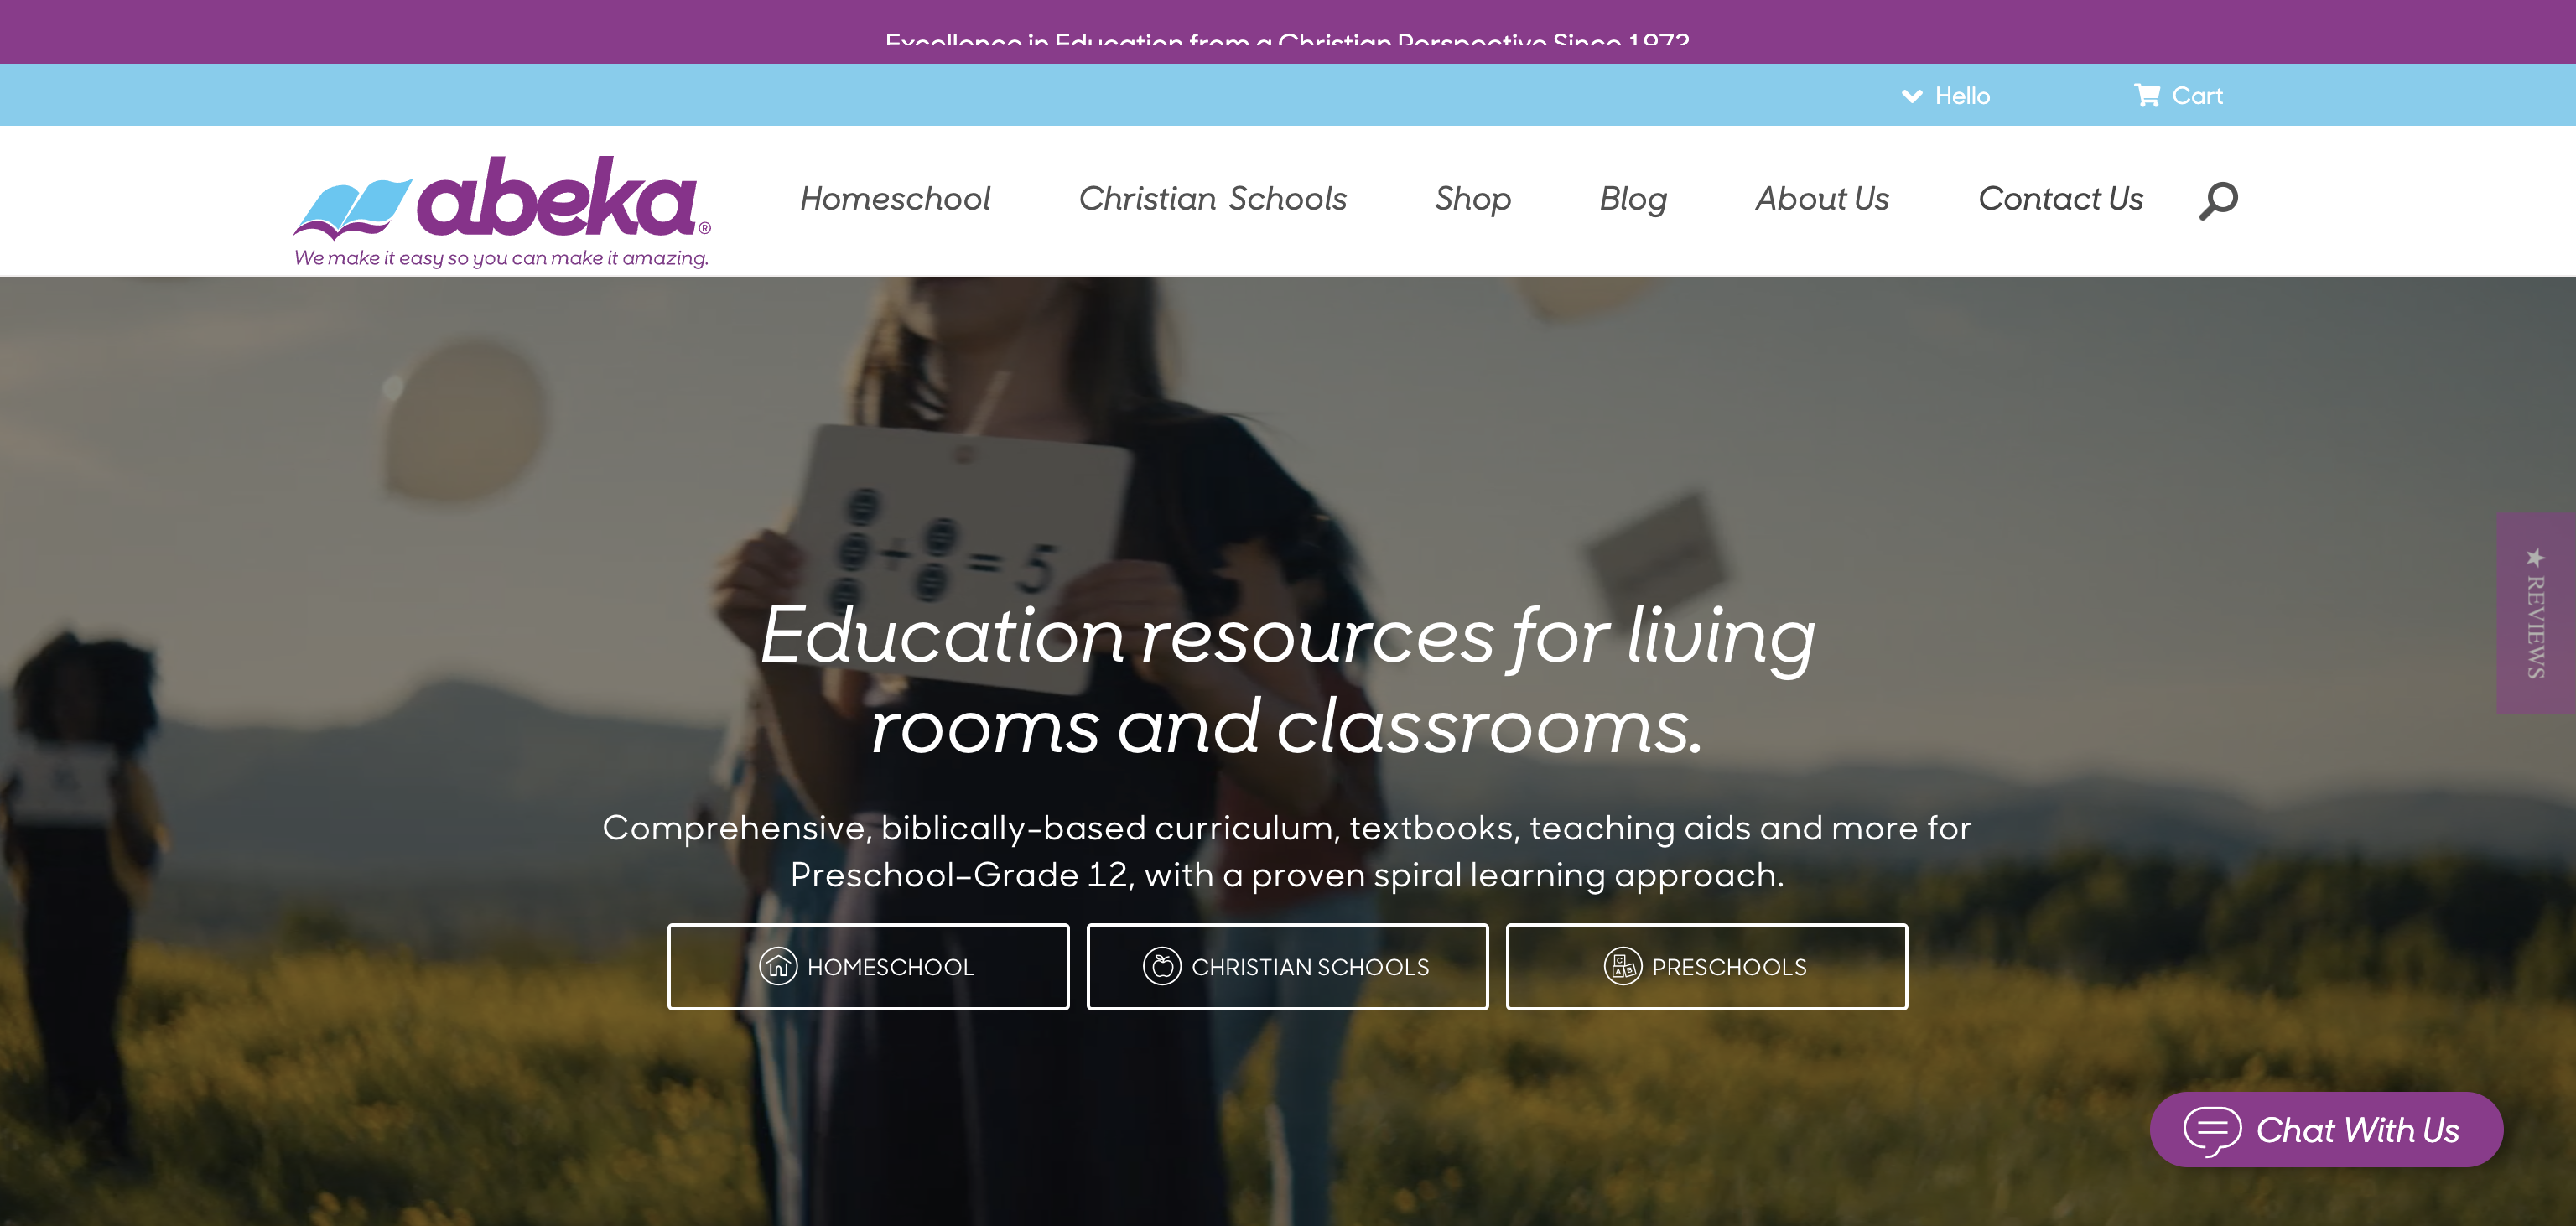 Excellence in Education from a Christian Perspective Since 1972
Hello
Cart
abeka®
We make it easy so you can make it amazing.
Homeschool
Christian Schools
Shop
Blog
About Us
Contact Us
+ = 5
★ REVIEWS
Education resources for living
rooms and classrooms.
Comprehensive, biblically-based curriculum, textbooks, teaching aids and more for
Preschool–Grade 12, with a proven spiral learning approach.
HOMESCHOOL
CHRISTIAN SCHOOLS
PRESCHOOLS
Chat With Us